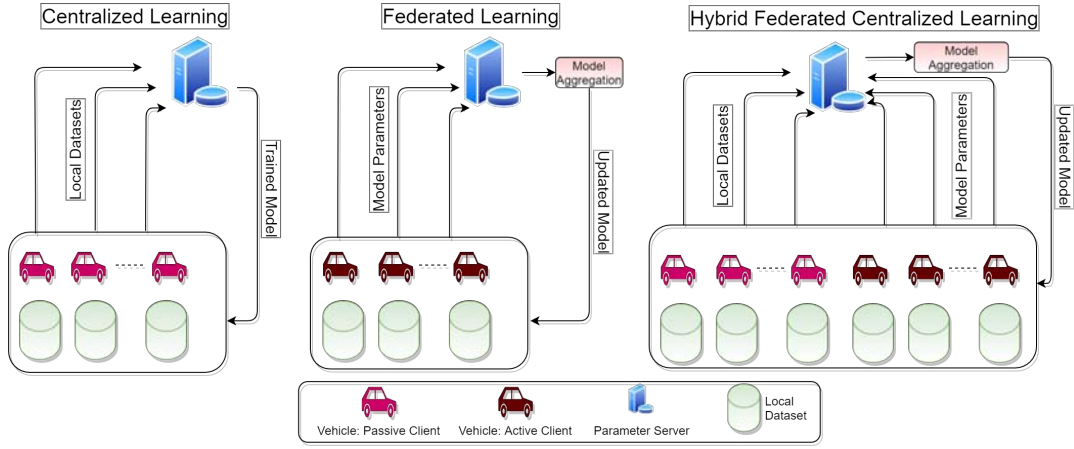 Centralized Learning
Local Datasets
Trained Model
Federated Learning
Model
Aggregation
Model Parameters
Updated Model
Hybrid Federated Centralized Learning
Model
Aggregation
Local Datasets
Model Parameters
Updated Model
Vehicle: Passive Client
Vehicle: Active Client
Parameter Server
Local
Dataset